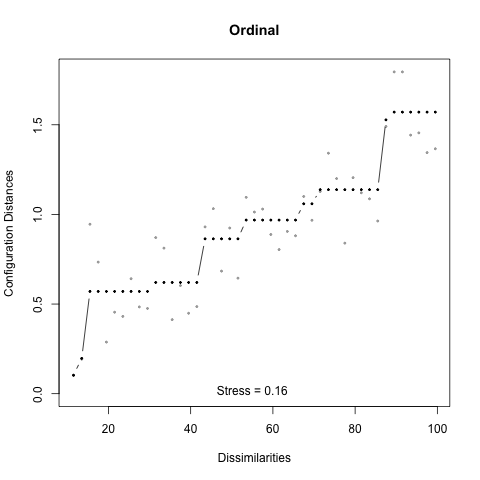 Ordinal
Configuration Distances
1.5
1.0
0.5
0.0
Stress = 0.16
20 40 60 80 100
Dissimilarities